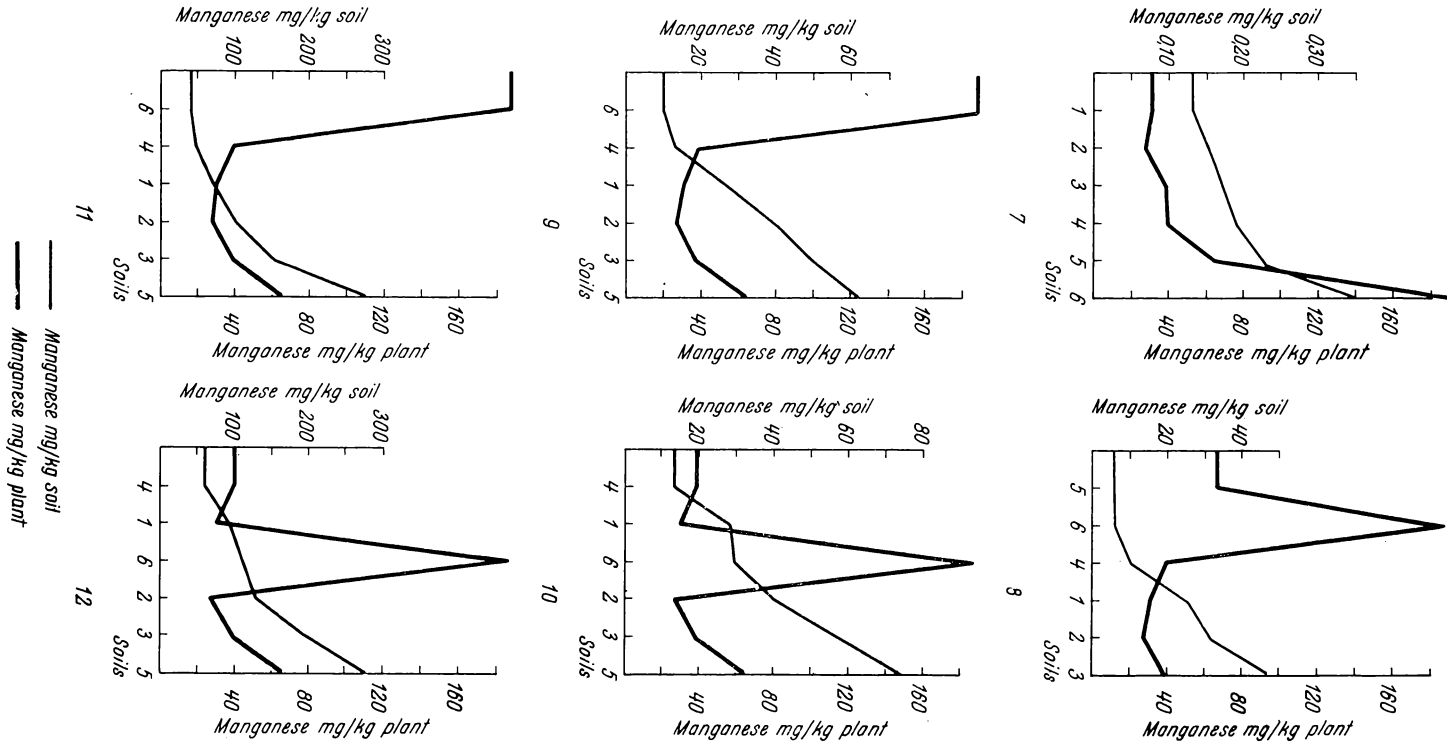 Manganese mg/kg soil
100 200 300
6 4 1 2 3 5
Soils
40 80 120 160
Manganese mg/kg plant
11
Manganese mg/kg soil
20 40 60
6 4 1 2 3 5
Soils
40 80 120 160
Manganese mg/kg plant
9
Manganese mg/kg soil
0,10 0,20 0,30
1 2 3 4 5 6
Soils
40 80 120 160
Manganese mg/kg plant
7
Manganese mg/kg soil
100 200 300
4 1 6 2 3 5
Soils
40 80 120 160
Manganese mg/kg plant
12
Manganese mg/kg soil
20 40 60 80
4 1 6 2 3 5
Soils
40 80 120 160
Manganese mg/kg plant
10
Manganese mg/kg soil
20 40
5 6 4 1 2 3
Soils
40 80 120 160
Manganese mg/kg plant
8
Manganese mg/kg soil
Manganese mg/kg plant